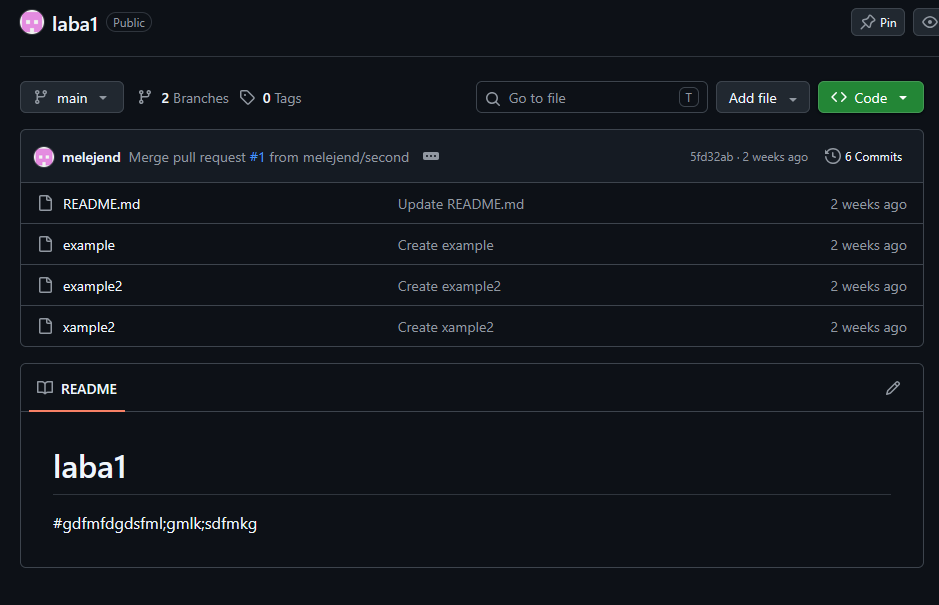 laba1 Public Pin
main 2 Branches 0 Tags Go to file T Add file Code
melejend Merge pull request #1 from melejend/second 5fd32ab · 2 weeks ago 6 Commits
README.md Update README.md 2 weeks ago
example Create example 2 weeks ago
example2 Create example2 2 weeks ago
xample2 Create xample2 2 weeks ago
README
laba1
#gdfmfdgdsfml;gmlk;sdfmkg